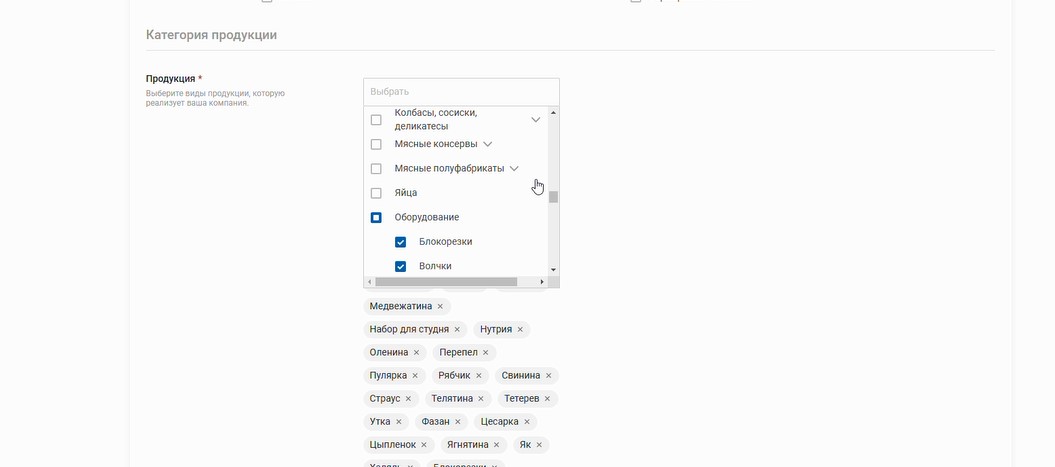 Категория продукции
Продукция *
Выберите виды продукции, которую
реализует ваша компания.
Выбрать
Колбасы, сосиски,
деликатесы
Мясные консервы
Мясные полуфабрикаты
Яйца
Оборудование
Блокорезки
Волчки
Медвежатина ×
Набор для студня × Нутрия ×
Оленина × Перепел ×
Пулярка × Рябчик × Свинина ×
Страус × Телятина × Тетерев ×
Утка × Фазан × Цесарка ×
Цыпленок × Ягнятина × Як ×
Блокорезки ×